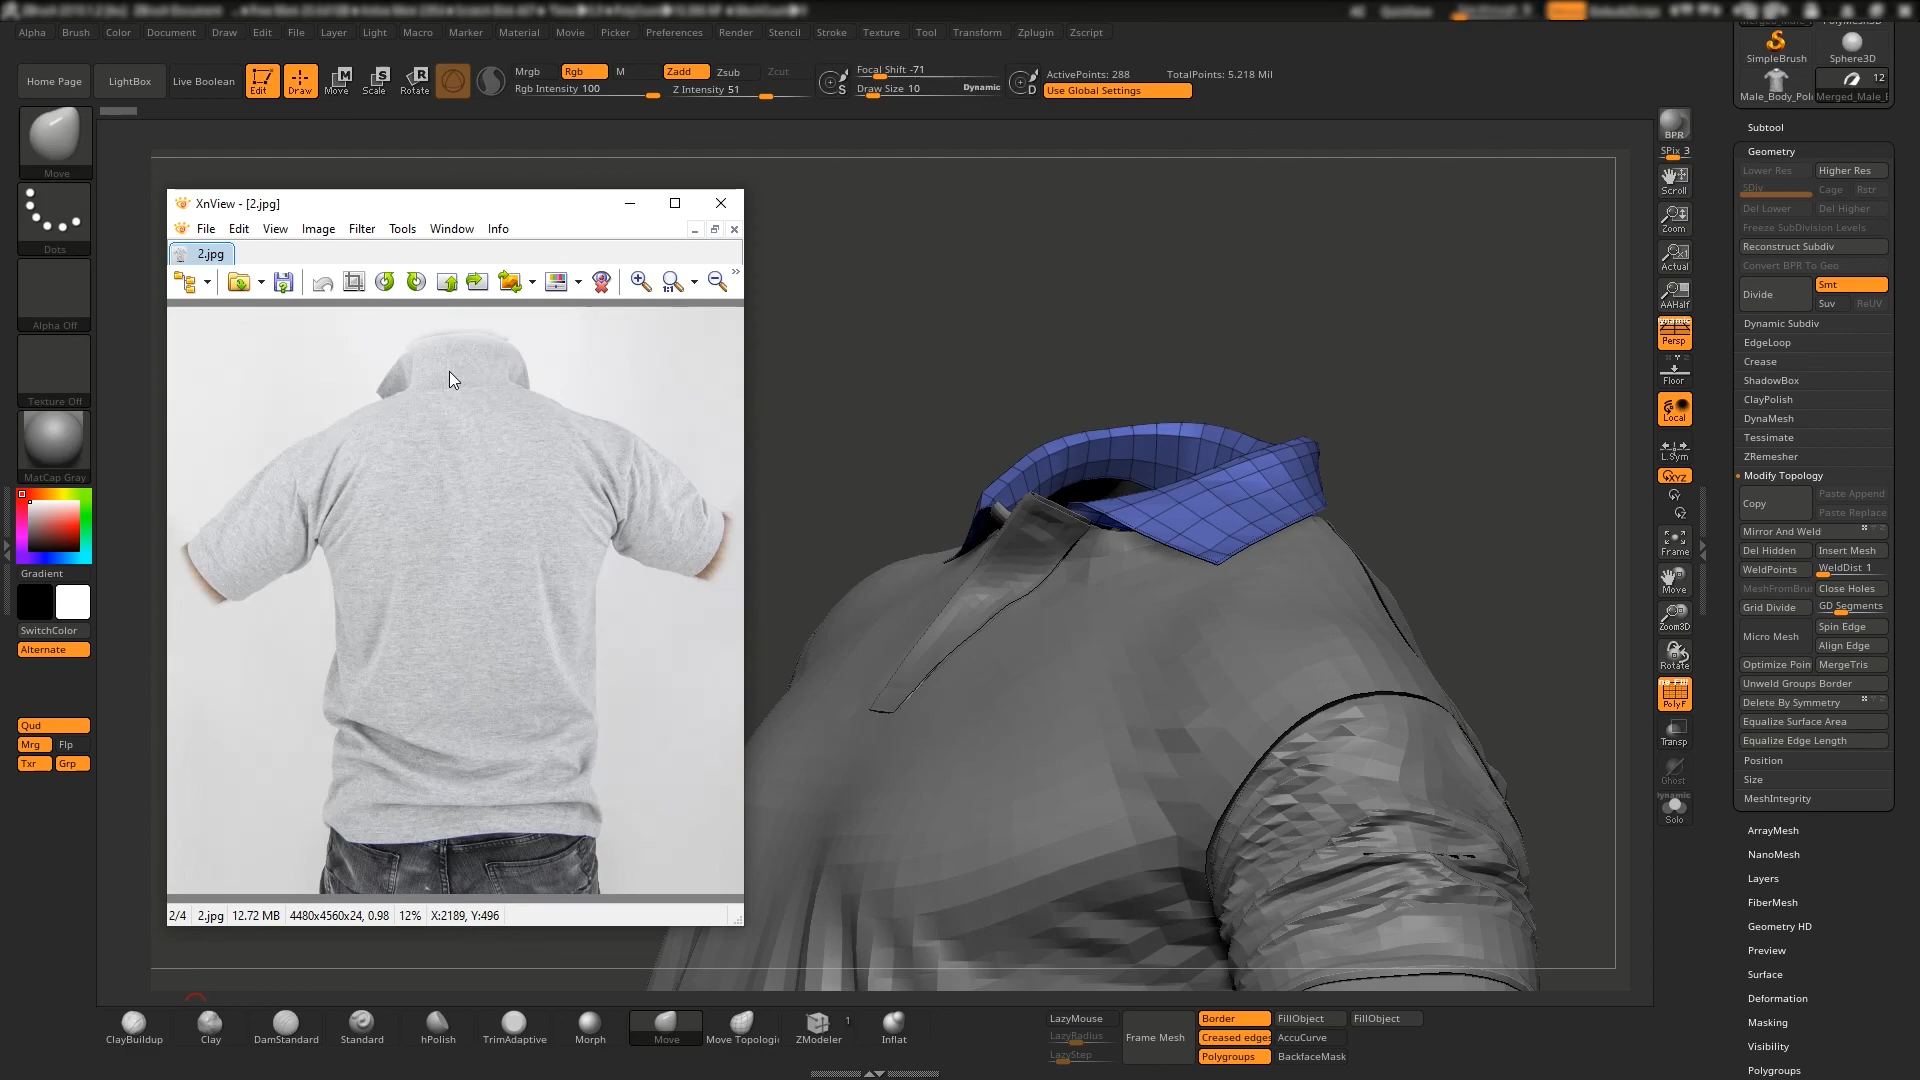 Alpha Brush Color Document Draw Edit File Layer Light Macro Marker Material Movie Picker Preferences Render Stencil Stroke Texture Tool Transform Zplugin Zscript
Home Page
LightBox
Live Boolean
Edit
Draw
Move
Scale
Rotate
Mrgb Rgb M
Rgb Intensity 100
Zadd Zsub Zcut
Z Intensity 51
Focal Shift -71
Draw Size 10
Dynamic
ActivePoints: 288
TotalPoints: 5.218 Mil
Use Global Settings
SimpleBrush
Sphere3D
12
Move
Dots
Alpha Off
Texture Off
MatCap Gray
Gradient
SwitchColor
Alternate
Qud
Mrg Flp
Txr Grp
XnView - [2.jpg]
File Edit View Image Filter Tools Window Info
2.jpg
1:1
2/4 2.jpg 12.72 MB 4480x4560x24, 0.98 12% X:2189, Y:496
BPR
SPix 3
Scroll
Zoom
Actual
AAHalf
Persp
Floor
Local
L.Sym
Frame
Move
Zoom3D
Rotate
PolyF
Transp
Ghost
Dynamic
Solo
Subtool
Geometry
Lower Res Higher Res
SDiv Cage Rstr
Del Lower Del Higher
Freeze SubDivision Levels
Reconstruct Subdiv
Convert BPR To Geo
Divide
Smt
Suv ReUV
Dynamic Subdiv
EdgeLoop
Crease
ShadowBox
ClayPolish
DynaMesh
Tessimate
ZRemesher
Modify Topology
Copy
Paste Append
Paste Replace
Mirror And Weld
Del Hidden Insert Mesh
WeldPoints WeldDist 1
MeshFromBru Close Holes
Grid Divide GD Segments
Micro Mesh
Spin Edge
Align Edge
Optimize Poin MergeTris
Unweld Groups Border
Delete By Symmetry
Equalize Surface Area
Equalize Edge Length
Position
Size
MeshIntegrity
ArrayMesh
NanoMesh
Layers
FiberMesh
Geometry HD
Preview
Surface
Deformation
Masking
Visibility
Polygroups
ClayBuildup
Clay
DamStandard
Standard
hPolish
TrimAdaptive
Morph
Move
Move Topologi
1
ZModeler
Inflat
LazyMouse
LazyRadius
LazyStep
Frame Mesh
Border
Creased edges
Polygroups
FillObject FillObject
AccuCurve
BackfaceMask